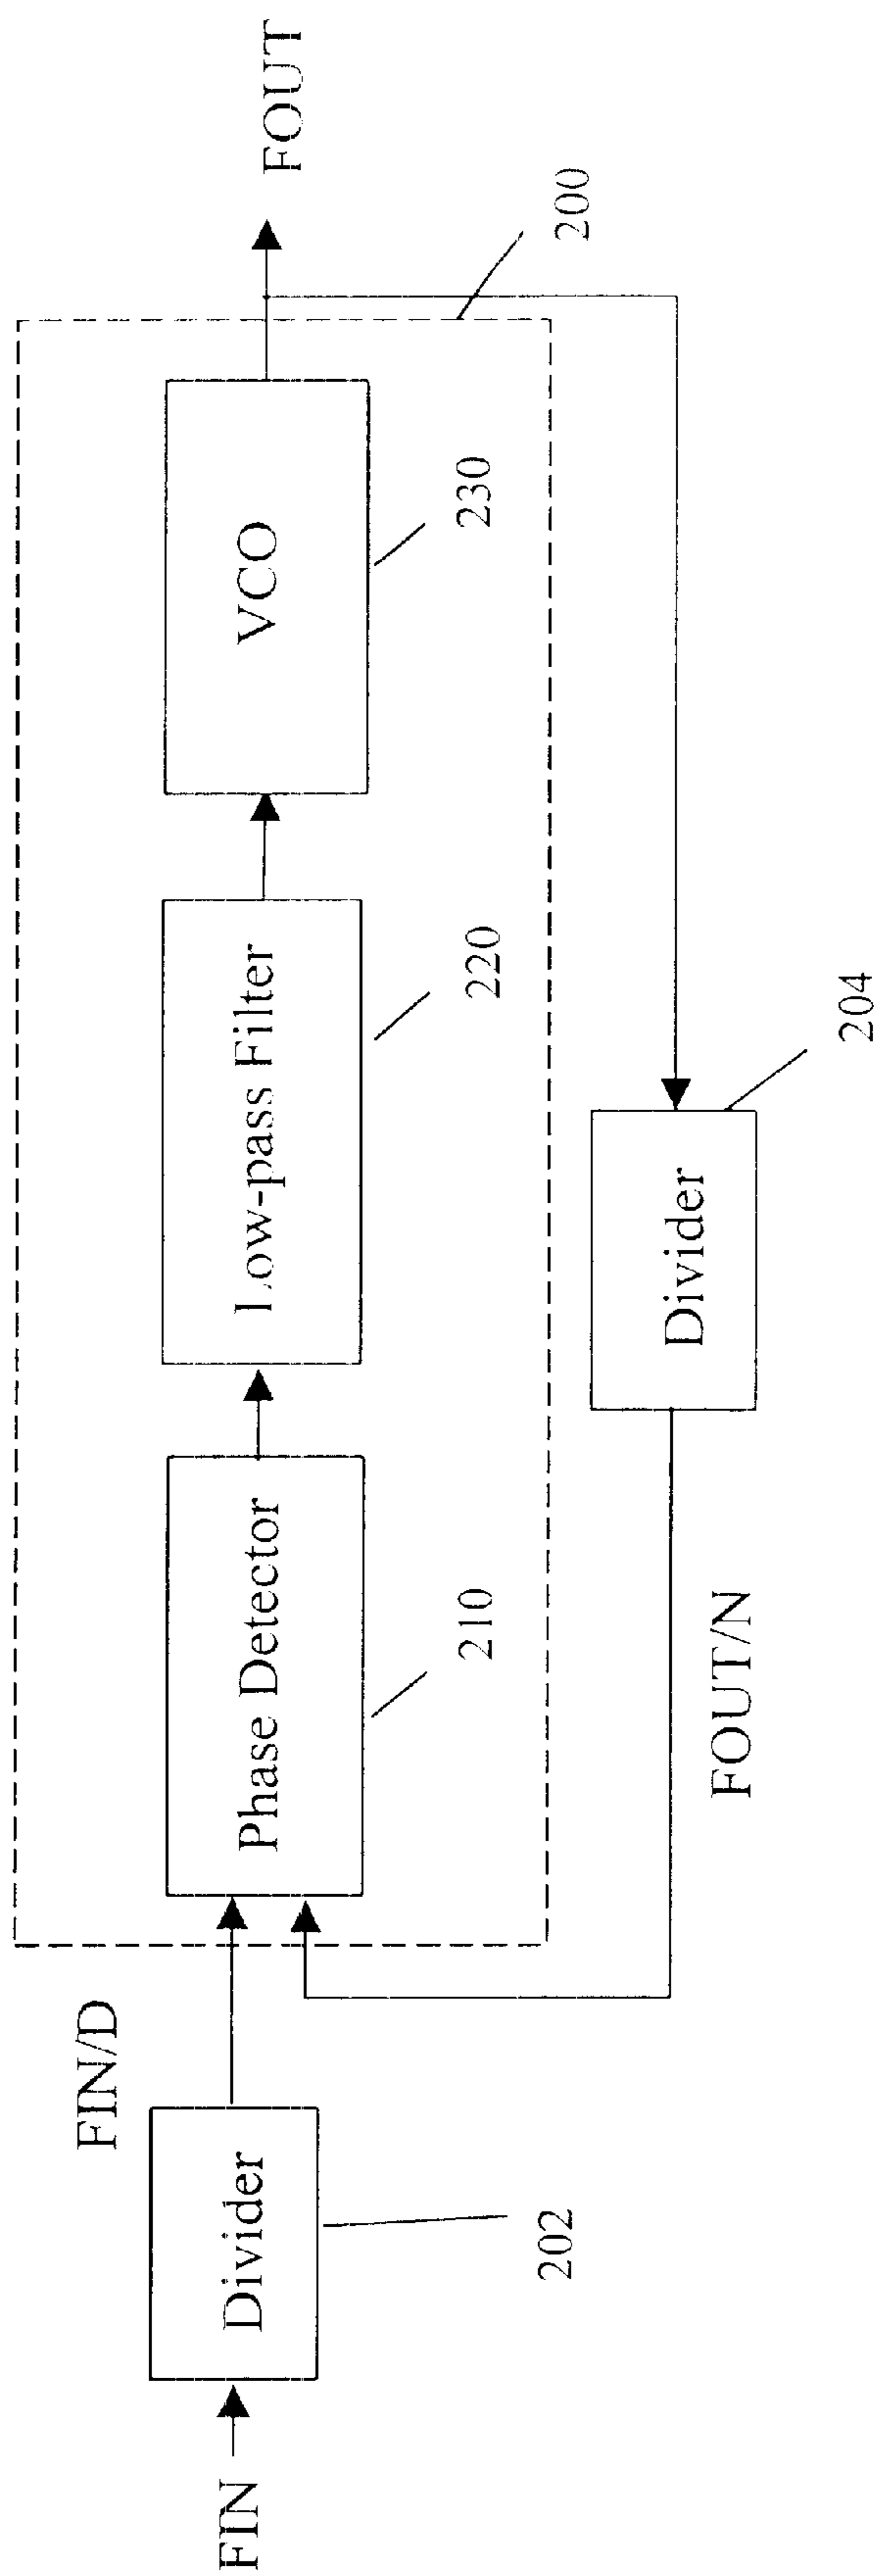 FIN
Divider
202
FIN/D
Phase Detector
210
Low-pass Filter
220
VCO
230
200
FOUT
FOUT/N
Divider
204